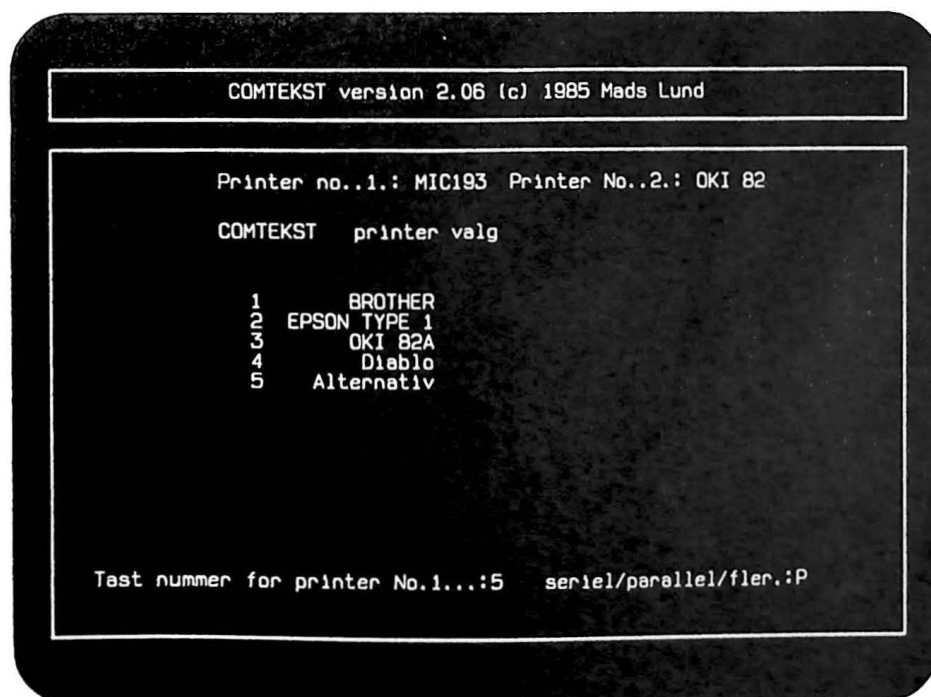 COMTEKST version 2.06 (c) 1985 Mads Lund
Printer no..1.: MIC193 Printer No..2.: OKI 82
COMTEKST printer valg
1 BROTHER
2 EPSON TYPE 1
3 OKI 82A
4 Diablo
5 Alternativ
Tast nummer for printer No.1...:5 seriel/parallel/fler.:P